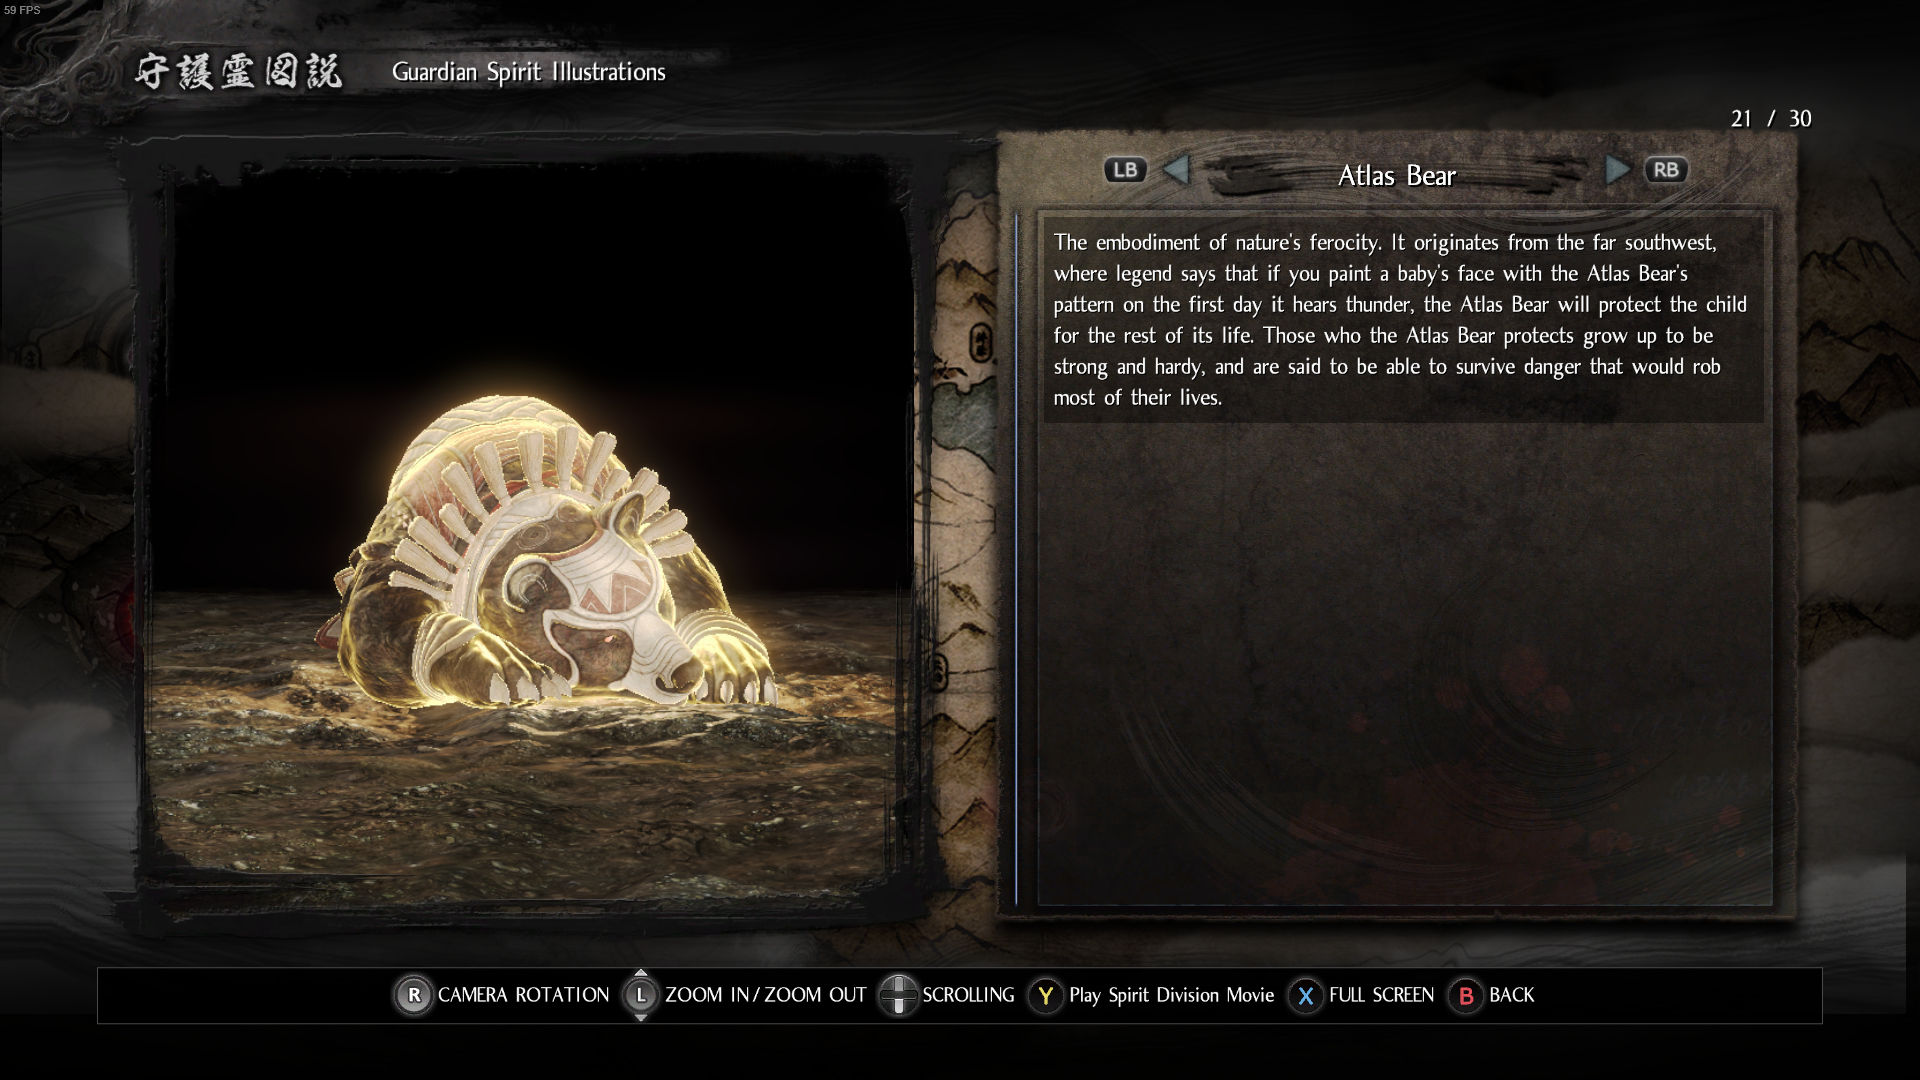 59 FPS
守護霊図説 Guardian Spirit Illustrations
21 / 30
LB Atlas Bear RB
The embodiment of nature's ferocity. It originates from the far southwest,
where legend says that if you paint a baby's face with the Atlas Bear's
pattern on the first day it hears thunder, the Atlas Bear will protect the child
for the rest of its life. Those who the Atlas Bear protects grow up to be
strong and hardy, and are said to be able to survive danger that would rob
most of their lives.
R CAMERA ROTATION L ZOOM IN/ZOOM OUT SCROLLING Y Play Spirit Division Movie X FULL SCREEN B BACK